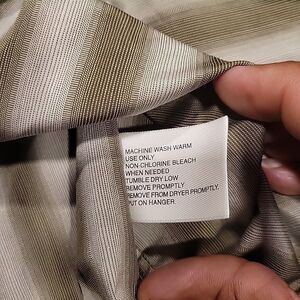 MACHINE WASH WARM
USE ONLY
NON-CHLORINE BLEACH
WHEN NEEDED
TUMBLE DRY LOW
REMOVE PROMPTLY
REMOVE FROM DRYER PROMPTLY.
PUT ON HANGER.